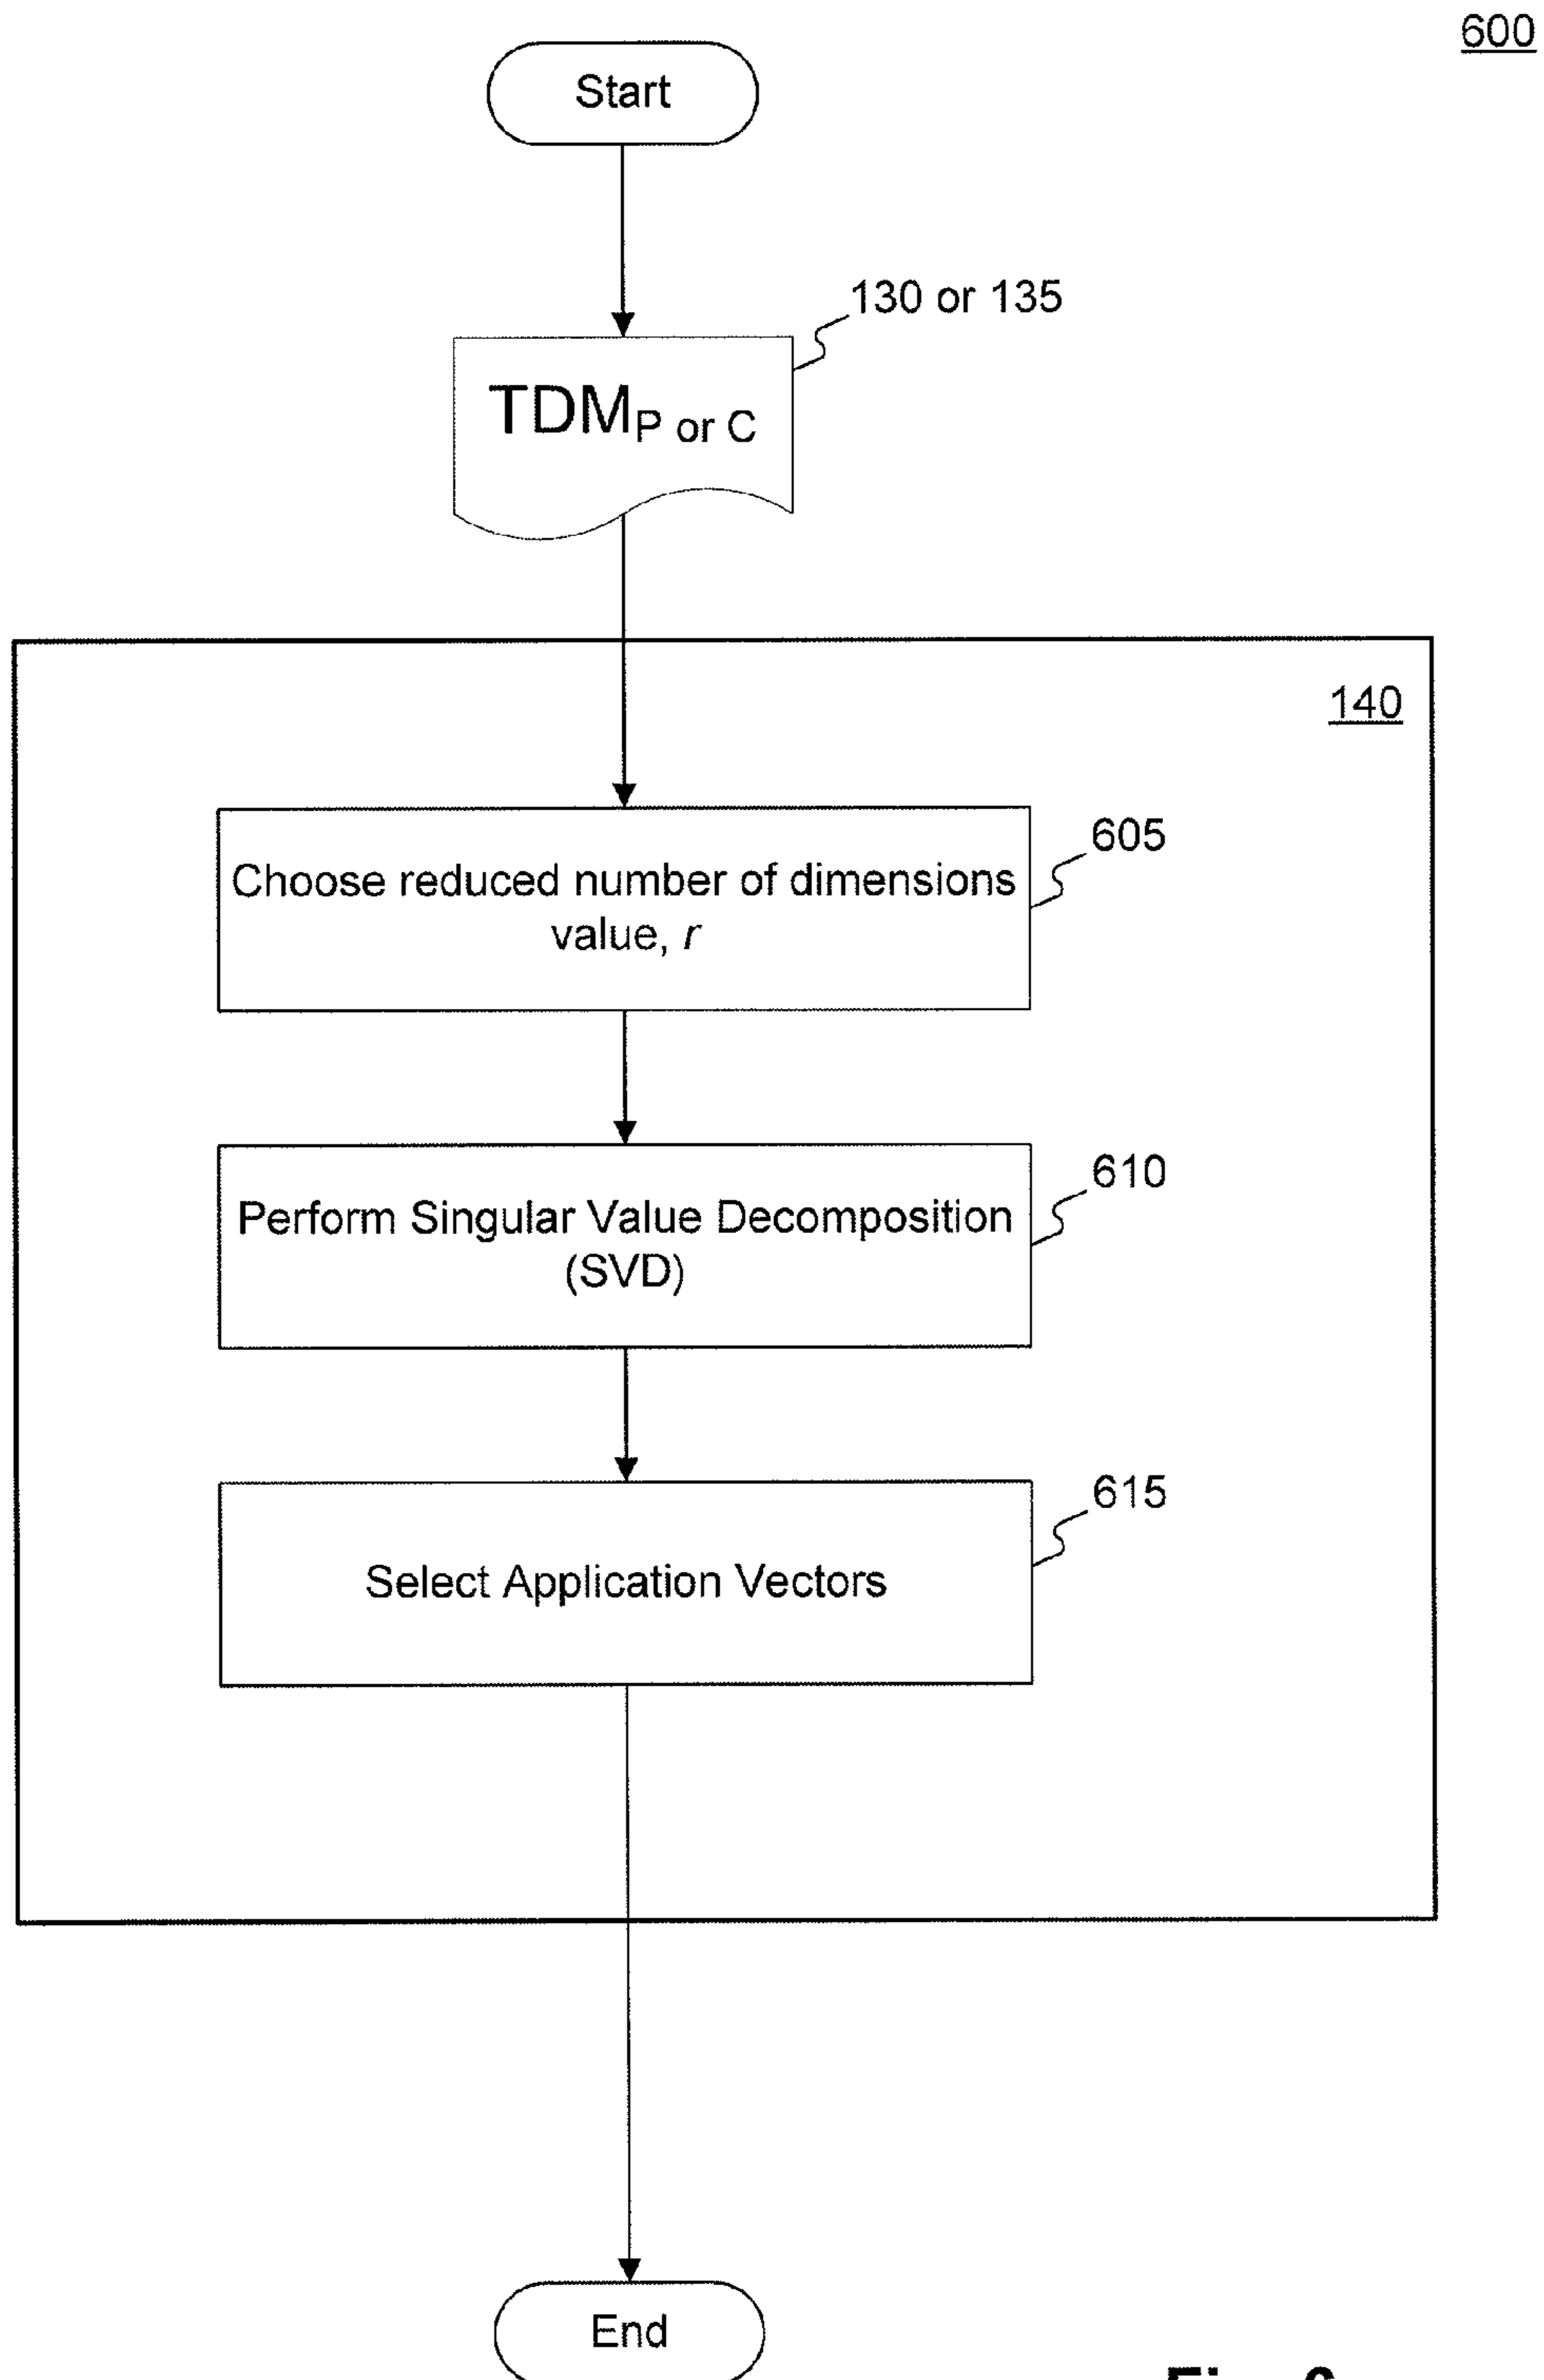 600
Start
130 or 135
TDMP or C
140
605
Choose reduced number of dimensions
value, r
610
Perform Singular Value Decomposition
(SVD)
615
Select Application Vectors
End